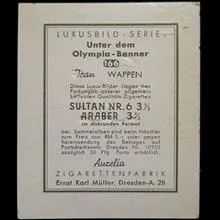 LUXUSBILD-SERIE
Unter dem
Olympia-Banner
166
Iran WAPPEN
Diese Luxus-Bilder liegen den
Packungen unserer allgemein
beliebten Qualitäts-Zigaretten
SULTAN NR. 6 3⅓
ARABER 3⅓
im dickrunden Format
bei. Sammelalben sind beim Händler
zum Preis von RM 1.— oder gegen
Voreinsendung des Betrages auf
Postscheckkonto Dresden Nr. 16913
zuzüglich 30 Pfg. Porto erhältlich.
Aurelia
ZIGARETTENFABRIK
Ernst Karl Müller, Dresden-A. 28